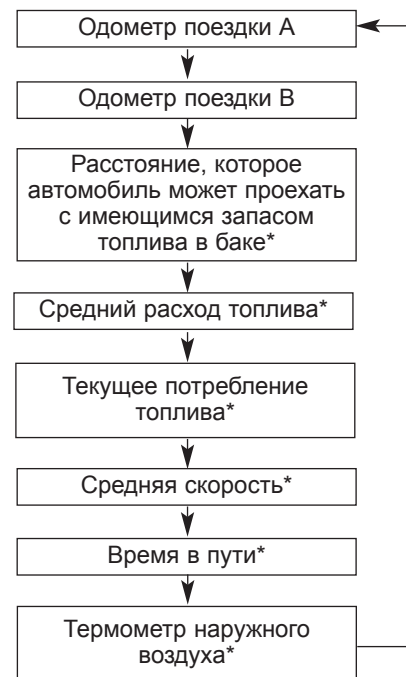 Одометр поездки А
Одометр поездки В
Расстояние, которое
автомобиль может проехать
с имеющимся запасом
топлива в баке*
Средний расход топлива*
Текущее потребление
топлива*
Средняя скорость*
Время в пути*
Термометр наружного
воздуха*